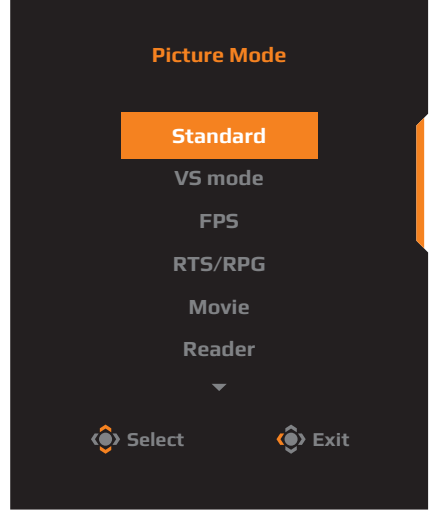 Picture Mode
Standard
VS mode
FPS
RTS/RPG
Movie
Reader
Select Exit